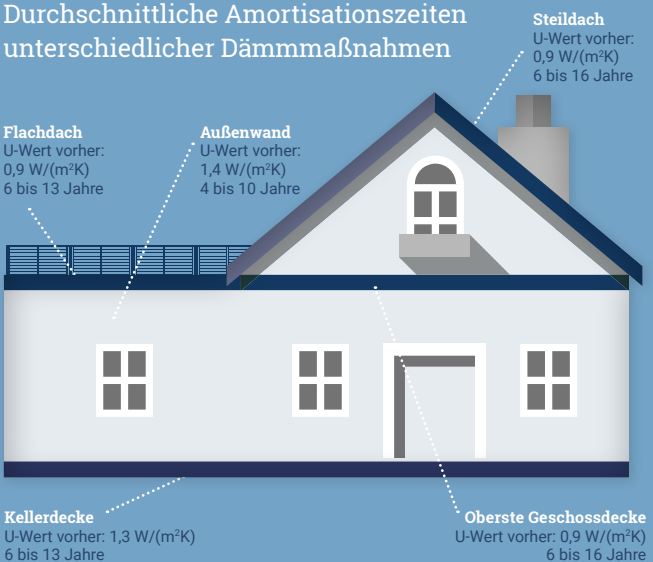 Durchschnittliche Amortisationszeiten
unterschiedlicher Dämmmaßnahmen
Steildach
U-Wert vorher:
0,9 W/(m²K)
6 bis 16 Jahre
Flachdach
U-Wert vorher:
0,9 W/(m²K)
6 bis 13 Jahre
Außenwand
U-Wert vorher:
1,4 W/(m²K)
4 bis 10 Jahre
Kellerdecke
U-Wert vorher: 1,3 W/(m²K)
6 bis 13 Jahre
Oberste Geschossdecke
U-Wert vorher: 0,9 W/(m²K)
6 bis 16 Jahre